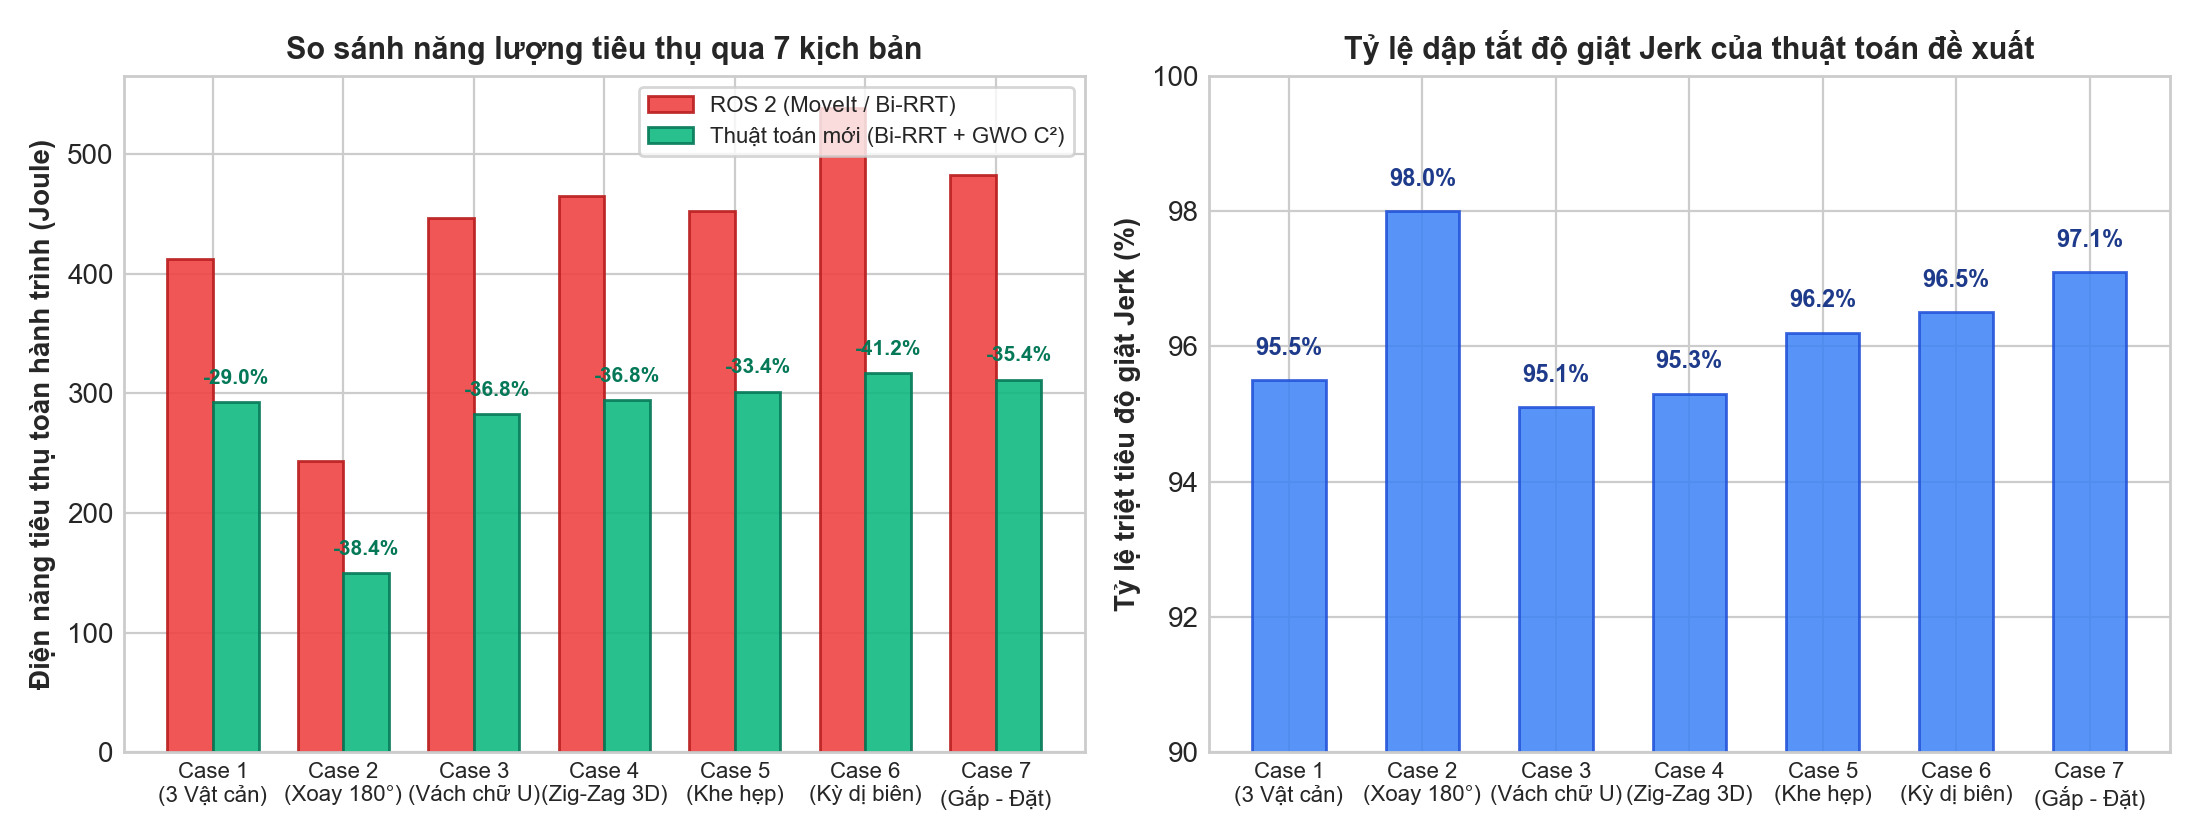 So sánh năng lượng tiêu thụ qua 7 kịch bản
Điện năng tiêu thụ toàn hành trình (Joule)
ROS 2 (MoveIt / Bi-RRT)
Thuật toán mới (Bi-RRT + GWO C²)
500
400
300
200
100
0
-29.0%
-38.4%
-36.8%
-36.8%
-33.4%
-41.2%
-35.4%
Case 1
(3 Vật cản)
Case 2
(Xoay 180°)
Case 3
(Vách chữ U)
Case 4
(Zig-Zag 3D)
Case 5
(Khe hẹp)
Case 6
(Kỳ dị biên)
Case 7
(Gắp - Đặt)
Tỷ lệ dập tắt độ giật Jerk của thuật toán đề xuất
Tỷ lệ triệt tiêu độ giật Jerk (%)
100
98
96
94
92
90
95.5%
98.0%
95.1%
95.3%
96.2%
96.5%
97.1%
Case 1
(3 Vật cản)
Case 2
(Xoay 180°)
Case 3
(Vách chữ U)
Case 4
(Zig-Zag 3D)
Case 5
(Khe hẹp)
Case 6
(Kỳ dị biên)
Case 7
(Gắp - Đặt)